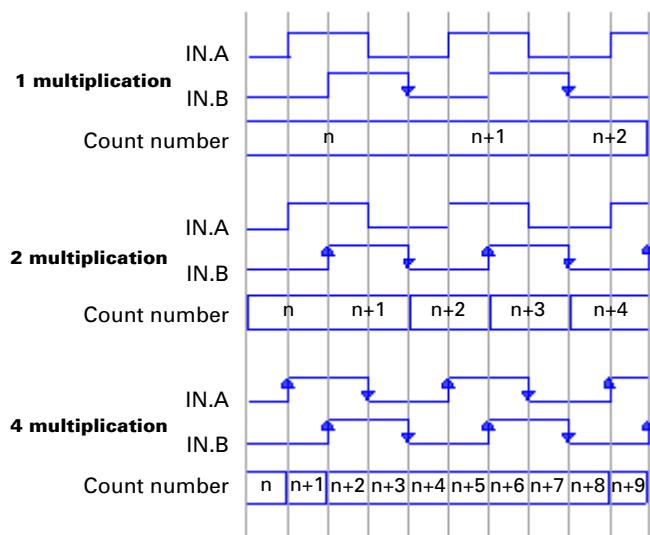 IN.A
1 multiplication
IN.B
Count number n n+1 n+2
IN.A
2 multiplication
IN.B
Count number n n+1 n+2 n+3 n+4
IN.A
4 multiplication
IN.B
Count number n n+1 n+2 n+3 n+4 n+5 n+6 n+7 n+8 n+9